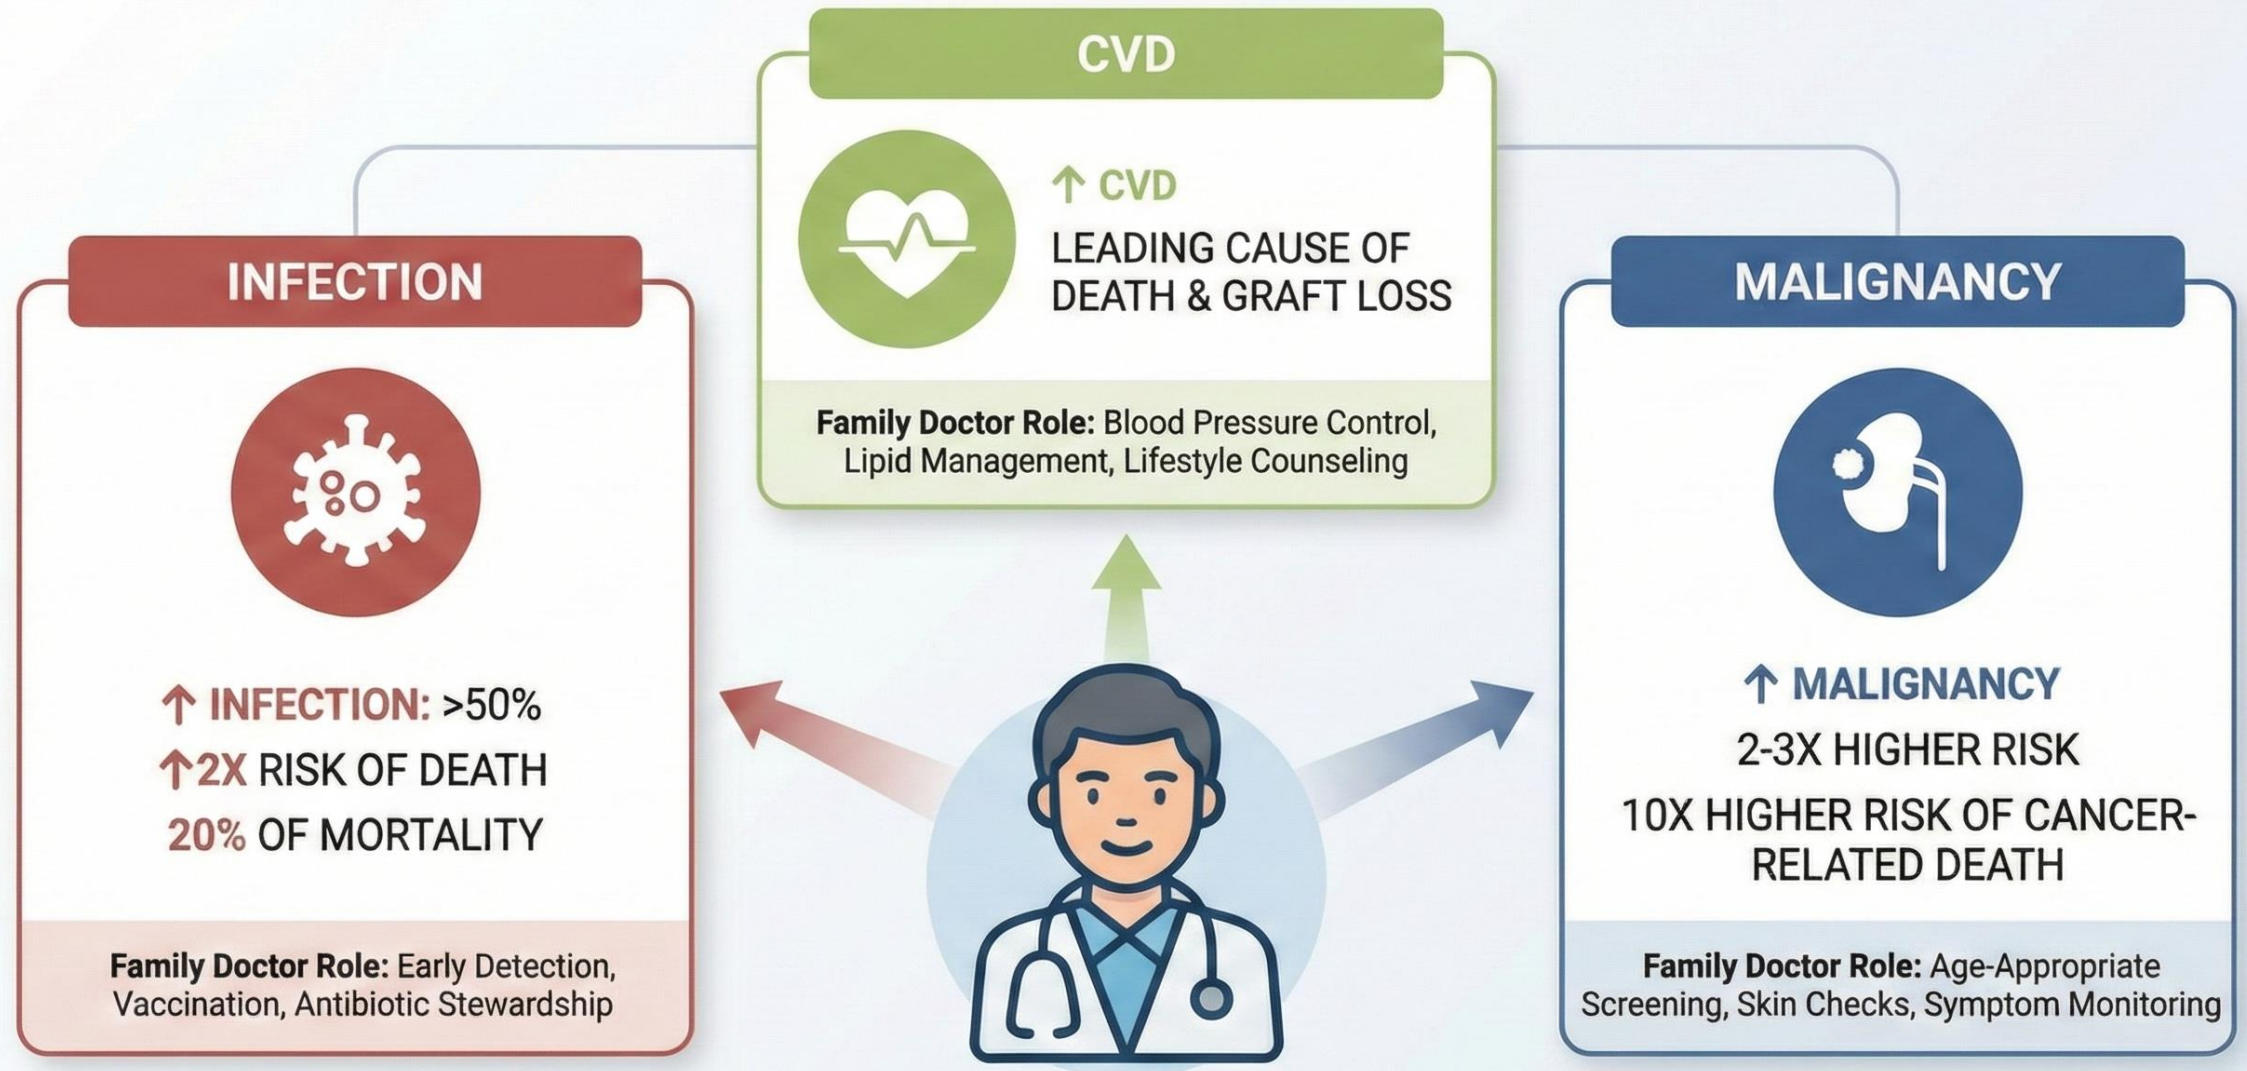 CVD
↑ CVD
LEADING CAUSE OF
DEATH & GRAFT LOSS
Family Doctor Role: Blood Pressure Control,
Lipid Management, Lifestyle Counseling
INFECTION
↑ INFECTION: >50%
↑2X RISK OF DEATH
20% OF MORTALITY
Family Doctor Role: Early Detection,
Vaccination, Antibiotic Stewardship
MALIGNANCY
↑ MALIGNANCY
2-3X HIGHER RISK
10X HIGHER RISK OF CANCER-
RELATED DEATH
Family Doctor Role: Age-Appropriate
Screening, Skin Checks, Symptom Monitoring